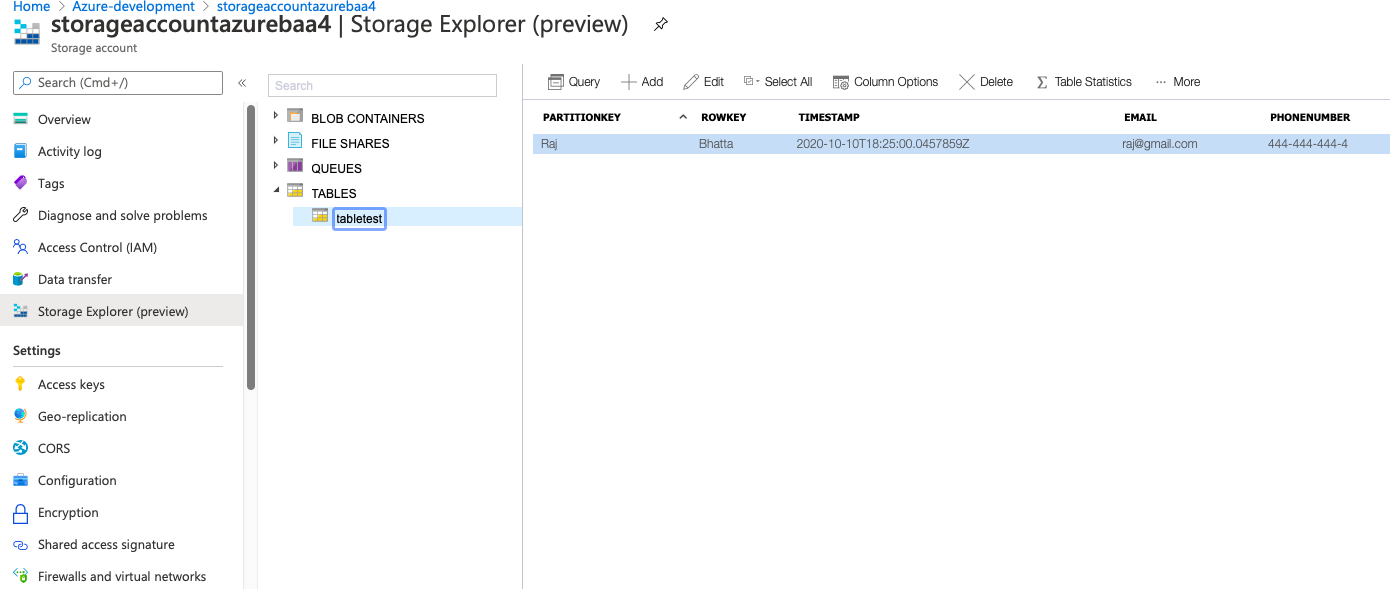 Home > Azure-development > storageaccountazurebaa4
storageaccountazurebaa4 | Storage Explorer (preview)
Storage account
Search (Cmd+/)
«
Overview
Activity log
Tags
Diagnose and solve problems
Access Control (IAM)
Data transfer
Storage Explorer (preview)
Settings
Access keys
Geo-replication
CORS
Configuration
Encryption
Shared access signature
Firewalls and virtual networks
Search
BLOB CONTAINERS
FILE SHARES
QUEUES
TABLES
tabletest
Query Add Edit Select All Column Options Delete Table Statistics ··· More
PARTITIONKEY ROWKEY TIMESTAMP EMAIL PHONENUMBER
Raj Bhatta 2020-10-10T18:25:00.0457859Z raj@gmail.com 444-444-444-4